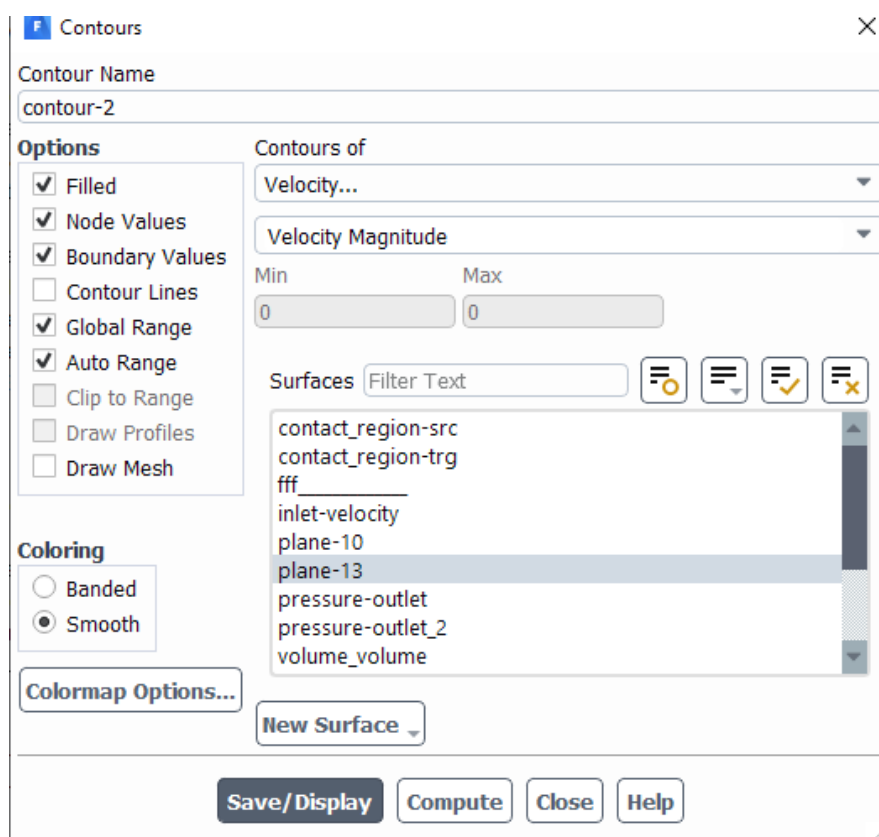 F Contours
Contour Name
contour-2
Options
Filled
Node Values
Boundary Values
Contour Lines
Global Range
Auto Range
Clip to Range
Draw Profiles
Draw Mesh
Coloring
Banded
Smooth
Colormap Options...
Contours of
Velocity...
Velocity Magnitude
Min Max
0 0
Surfaces Filter Text
contact_region-src
contact_region-trg
fff____________
inlet-velocity
plane-10
plane-13
pressure-outlet
pressure-outlet_2
volume_volume
New Surface
Save/Display Compute Close Help